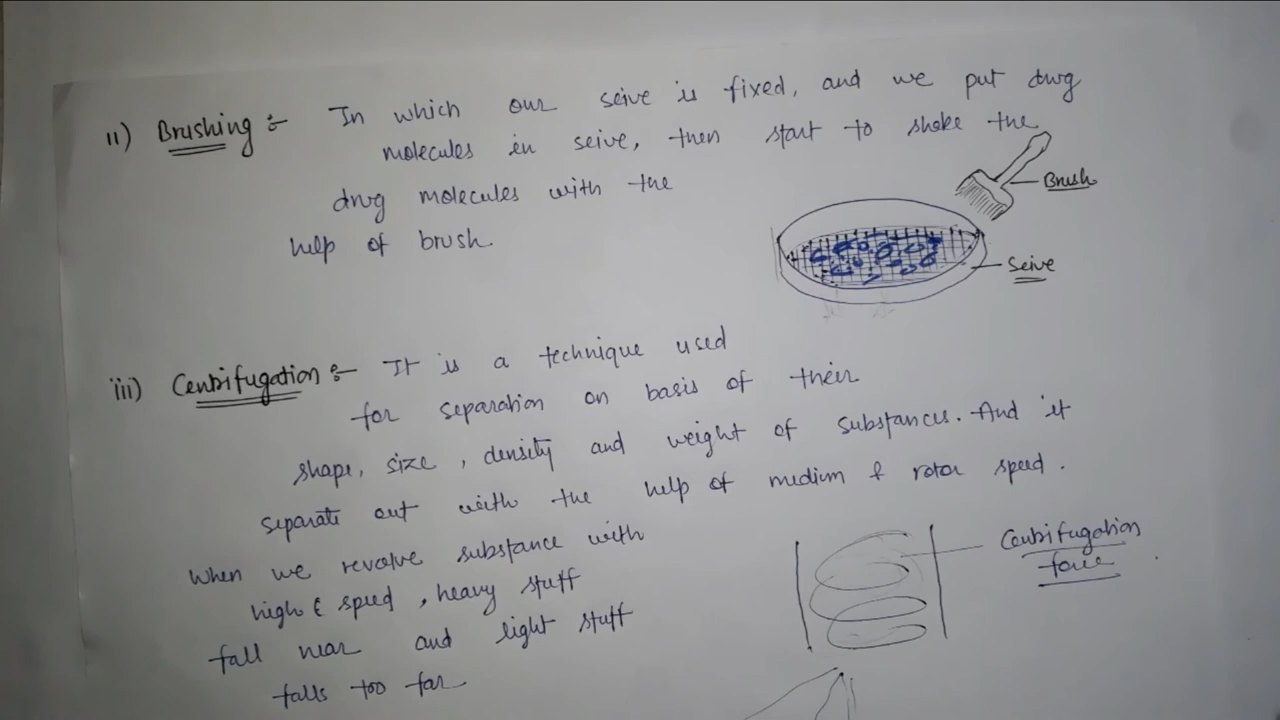 ii) Brushing :- In which our seive is fixed, and we put drug
molecules in seive, then start to shake the
drug molecules with the
help of brush.
Brush
Seive
iii) Centrifugation :- It is a technique used
for separation on basis of their
shape, size, density and weight of substances. And it
separate out with the help of medium & rotor speed.
When we revolve substance with
high & speed, heavy stuff
fall near and light stuff
falls too far
Centrifugation
force